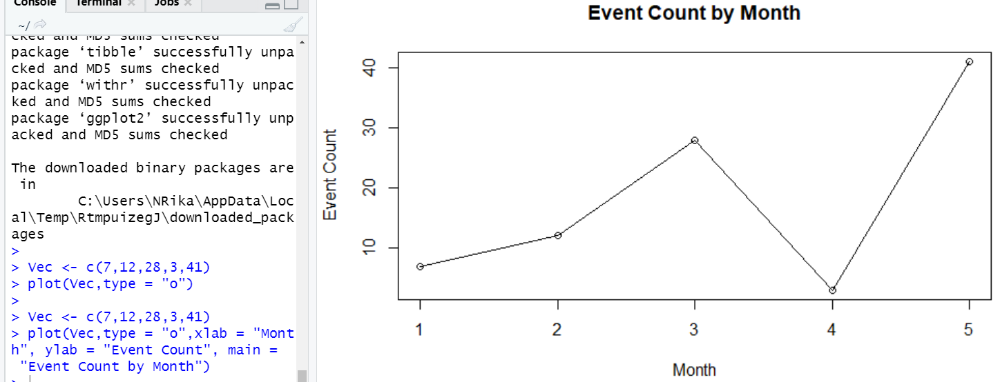 Console Terminal Jobs
~/
cked and MD5 sums checked
package ‘tibble’ successfully unpa
cked and MD5 sums checked
package ‘withr’ successfully unpac
ked and MD5 sums checked
package ‘ggplot2’ successfully unp
acked and MD5 sums checked
The downloaded binary packages are
in
C:\Users\NRika\AppData\Loc
al\Temp\RtmpuizegJ\downloaded_pack
ages
>
> Vec <- c(7,12,28,3,41)
> plot(Vec,type = "o")
>
> Vec <- c(7,12,28,3,41)
> plot(Vec,type = "o",xlab = "Mont
h", ylab = "Event Count", main =
"Event Count by Month")
>
Event Count by Month
Event Count
40
30
20
10
1 2 3 4 5
Month